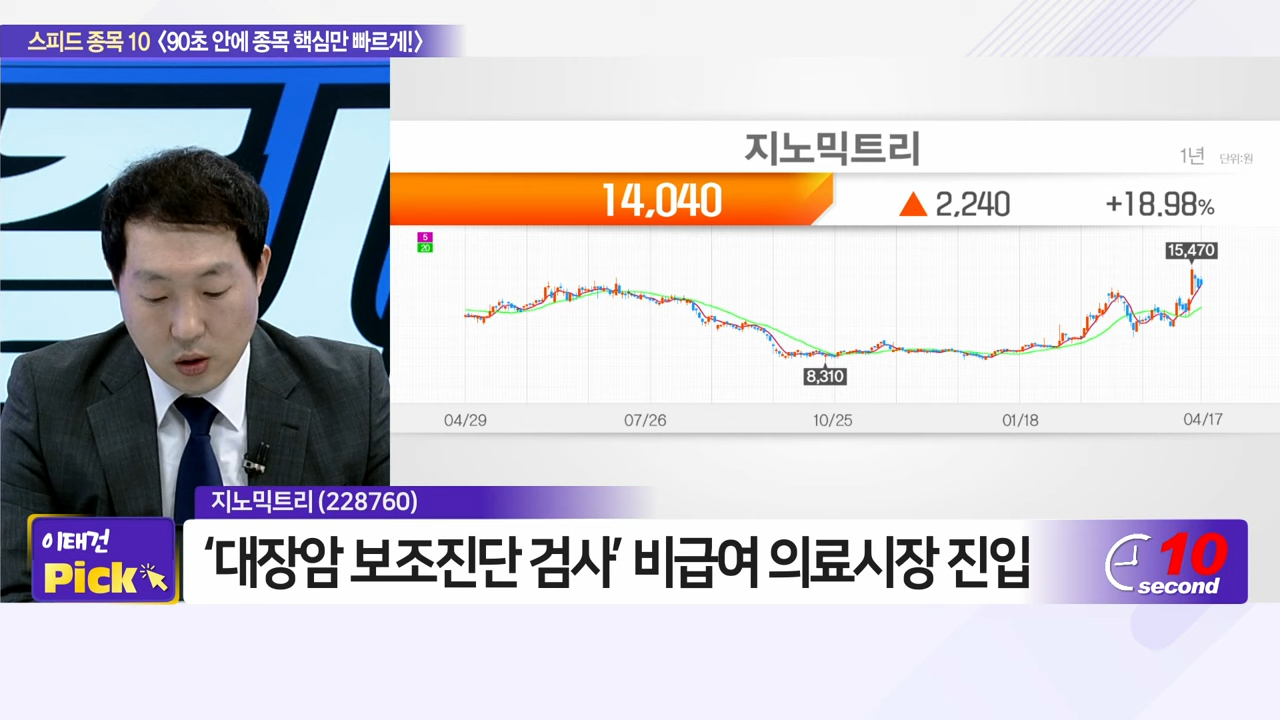 스피드 종목 10 〈90초 안에 종목 핵심만 빠르게!〉
지노믹트리
1년 단위:원
14,040 ▲ 2,240 +18.98%
5
20
15,470
8,310
04/29 07/26 10/25 01/18 04/17
지노믹트리 (228760)
이태건
Pick
‘대장암 보조진단 검사’ 비급여 의료시장 진입
10
second